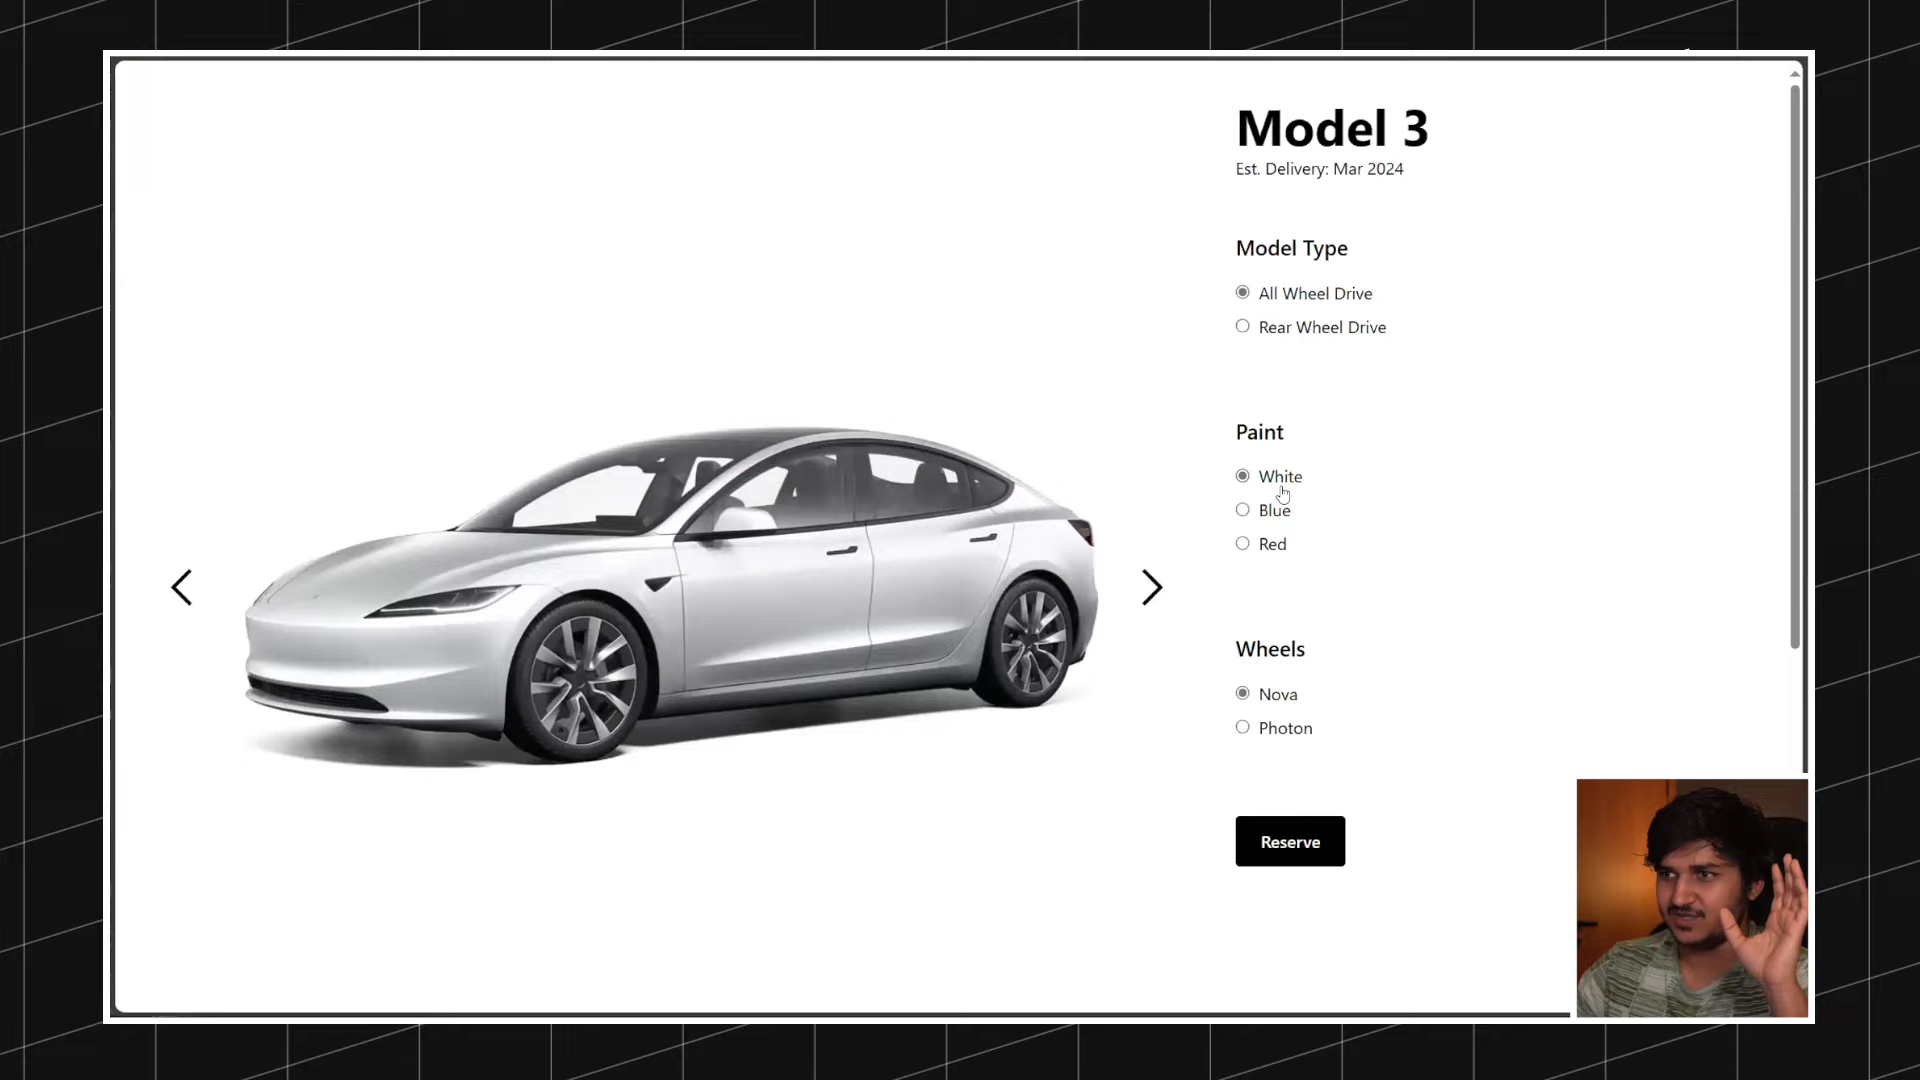 Model 3
Est. Delivery: Mar 2024
Model Type
All Wheel Drive
Rear Wheel Drive
Paint
White
Blue
Red
Wheels
Nova
Photon
Reserve